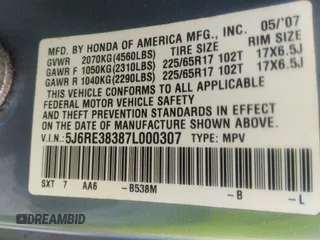 MFD. BY HONDA OF AMERICA MFG., INC. 05/'07
GVWR 2070KG(4560LBS) TIRE SIZE RIM SIZE
GAWR F 1050KG(2310LBS) 225/65R17 102T 17X6.5J
GAWR R 1040KG(2290LBS) 225/65R17 102T 17X6.5J
THIS VEHICLE CONFORMS TO ALL APPLICABLE
FEDERAL MOTOR VEHICLE SAFETY, BUMPER,
AND THEFT PREVENTION STANDARDS IN EFFECT
ON THE DATE OF MANUFACTURE SHOWN ABOVE.
V.I.N.: 5J6RE38387L000307 TYPE: MPV
SXT 7 AA6 -B538M -B -L
© DREAMBID
DREAMBID.COM